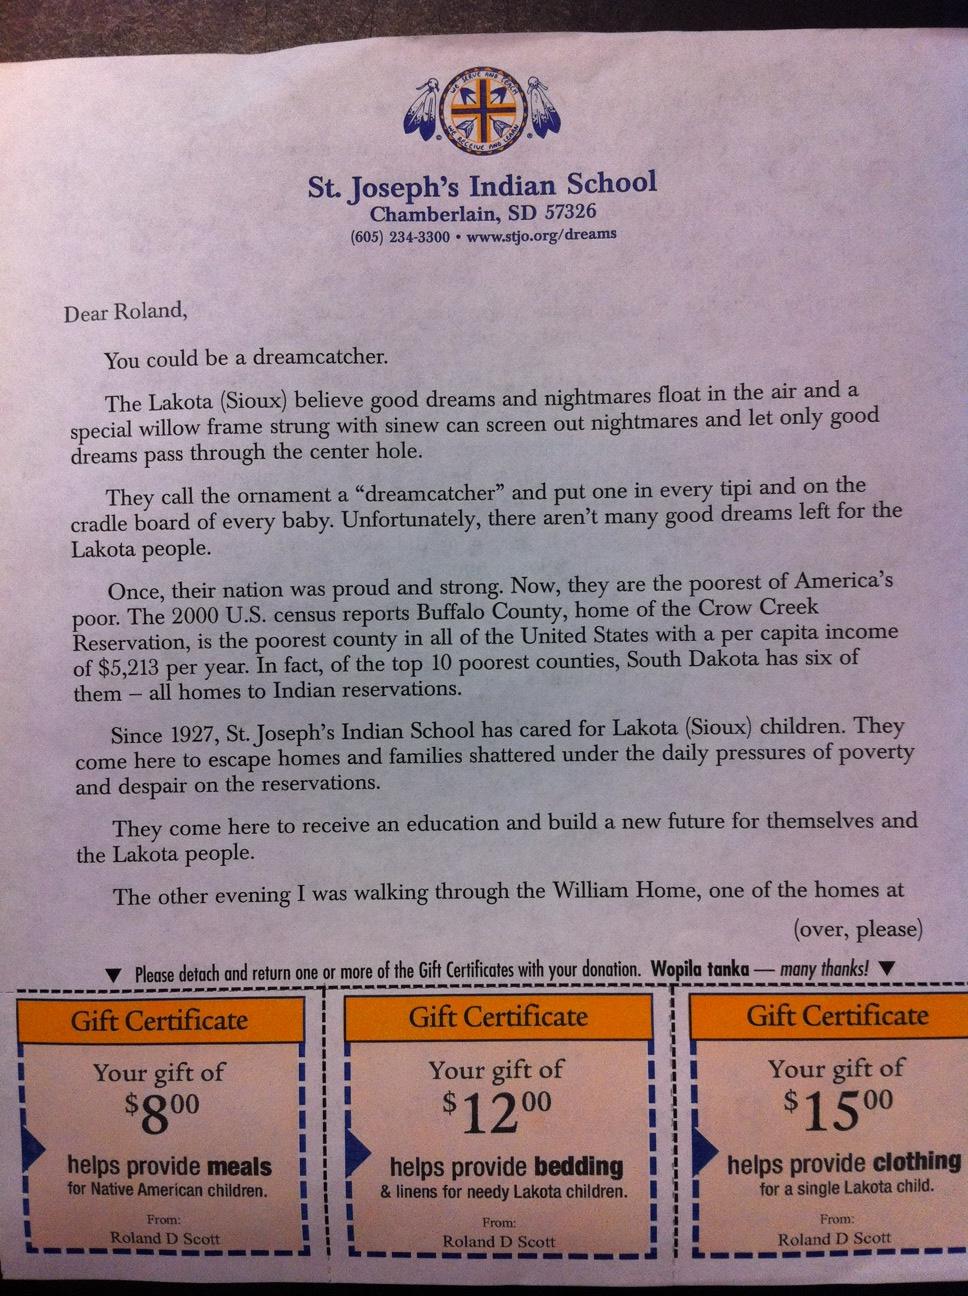 WE SERVE AND TEACH
WE RECEIVE AND LEARN
St. Joseph's Indian School
Chamberlain, SD 57326
(605) 234-3300 • www.stjo.org/dreams
Dear Roland,
You could be a dreamcatcher.
The Lakota (Sioux) believe good dreams and nightmares float in the air and a
special willow frame strung with sinew can screen out nightmares and let only good
dreams pass through the center hole.
They call the ornament a “dreamcatcher” and put one in every tipi and on the
cradle board of every baby. Unfortunately, there aren't many good dreams left for the
Lakota people.
Once, their nation was proud and strong. Now, they are the poorest of America's
poor. The 2000 U.S. census reports Buffalo County, home of the Crow Creek
Reservation, is the poorest county in all of the United States with a per capita income
of $5,213 per year. In fact, of the top 10 poorest counties, South Dakota has six of
them – all homes to Indian reservations.
Since 1927, St. Joseph's Indian School has cared for Lakota (Sioux) children. They
come here to escape homes and families shattered under the daily pressures of poverty
and despair on the reservations.
They come here to receive an education and build a new future for themselves and
the Lakota people.
The other evening I was walking through the William Home, one of the homes at
(over, please)
▼ Please detach and return one or more of the Gift Certificates with your donation. Wopila tanka — many thanks! ▼
Gift Certificate
Your gift of
$8.00
helps provide meals
for Native American children.
From:
Roland D Scott
Gift Certificate
Your gift of
$12.00
helps provide bedding
& linens for needy Lakota children.
From:
Roland D Scott
Gift Certificate
Your gift of
$15.00
helps provide clothing
for a single Lakota child.
From:
Roland D Scott